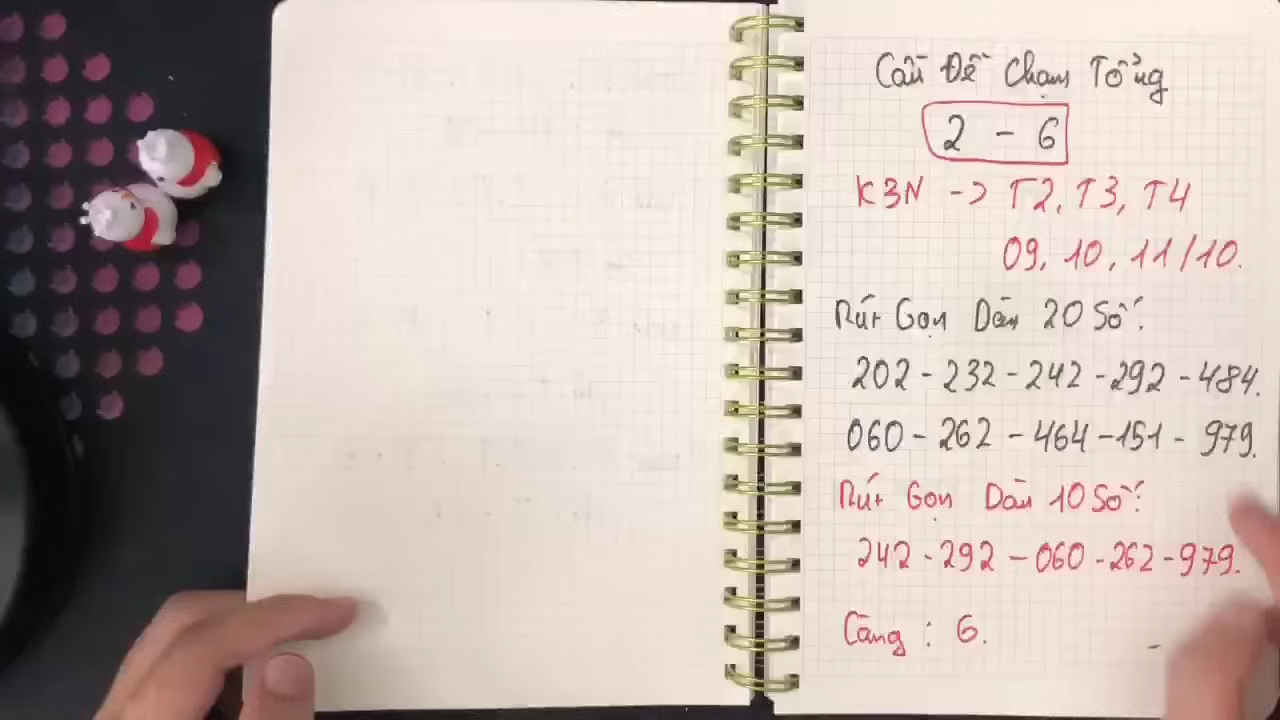 Cầu Đề Chạm Tổng
2 - 6
K3N -> T2, T3, T4
09, 10, 11/10.
Rút Gọn Dàn 20 Số:
202 - 232 - 242 - 292 - 484.
060 - 262 - 464 - 151 - 979.
Rút Gọn Dàn 10 Số:
242 - 292 - 060 - 262 - 979.
Càng : 6.